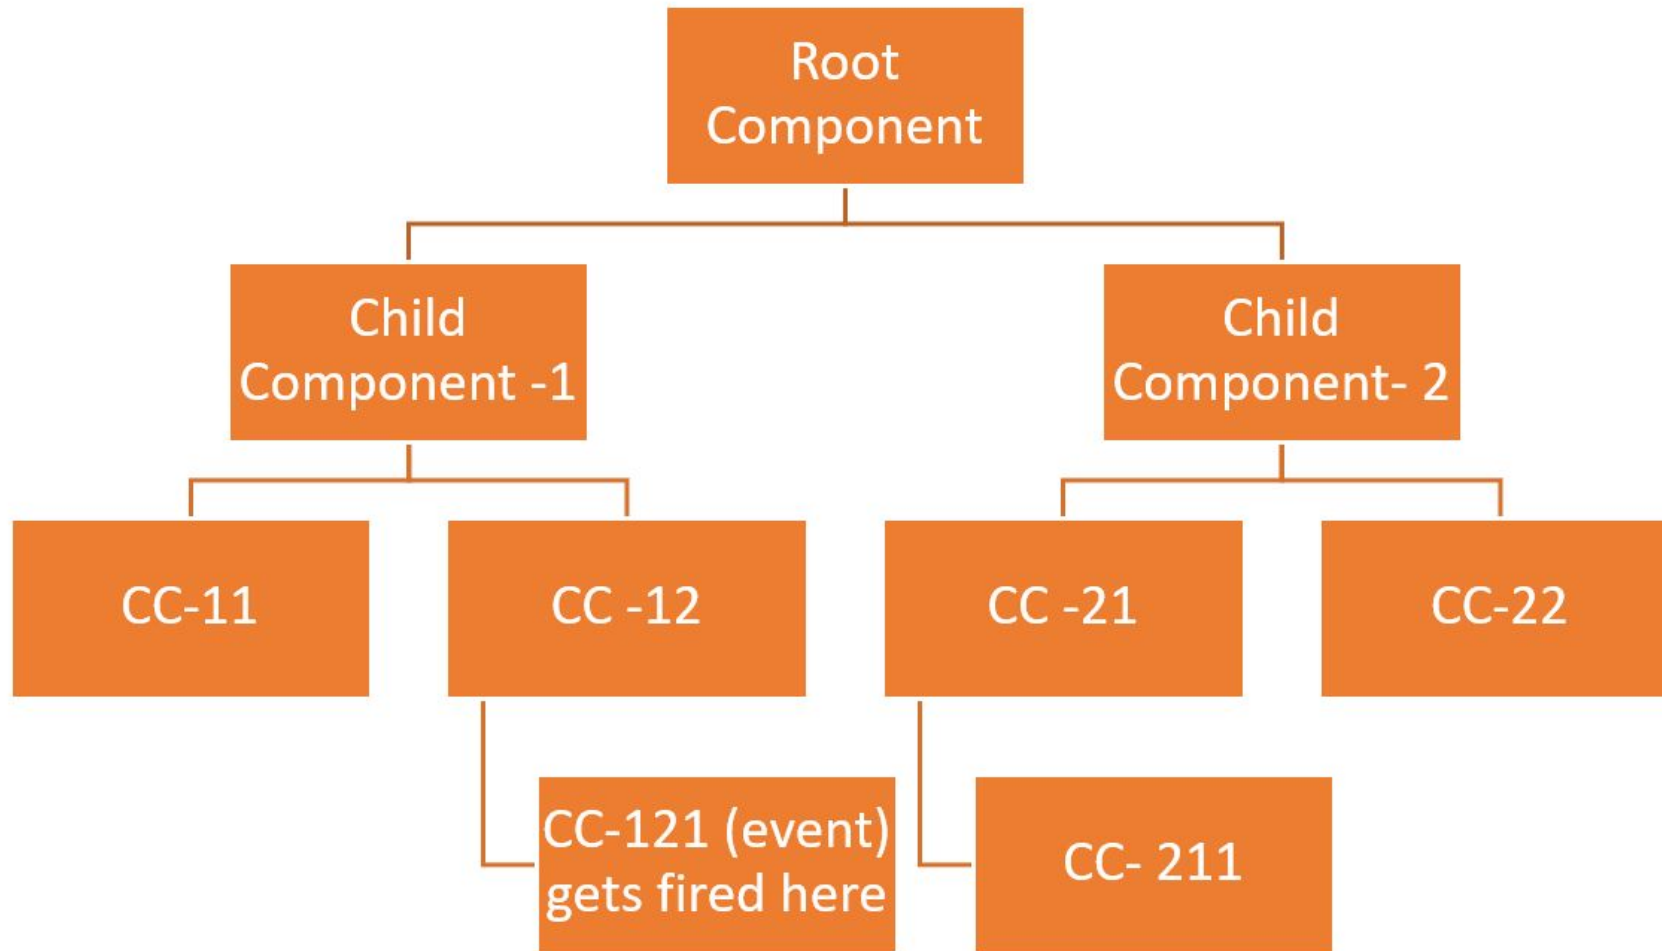 Root
Component
Child
Component -1
Child
Component- 2
CC-11
CC -12
CC -21
CC-22
CC-121 (event)
gets fired here
CC- 211